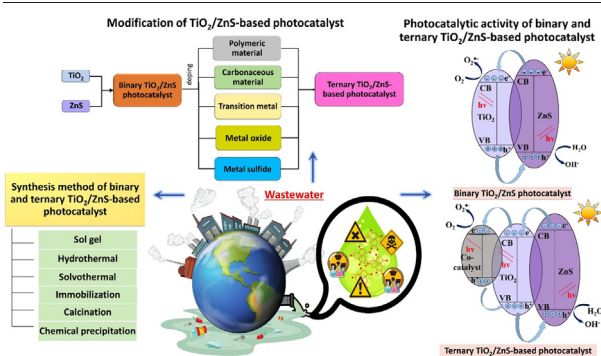 Modification of TiO2/ZnS-based photocatalyst
TiO2
ZnS
Binary TiO2/ZnS
photocatalyst
doping
Polymeric
material
Carbonaceous
material
Transition metal
Metal oxide
Metal sulfide
Ternary TiO2/ZnS-
based photocatalyst
Synthesis method of binary
and ternary TiO2/ZnS-based
photocatalyst
Sol gel
Hydrothermal
Solvothermal
Immobilization
Calcination
Chemical precipitation
Wastewater
Photocatalytic activity of binary and
ternary TiO2/ZnS-based photocatalyst
O2•
O2
e-
e-
CB
CB
hv
TiO2
ZnS
hv
VB
VB
h+
h+
H2O
OH•
Binary TiO2/ZnS photocatalyst
O2•
O2
e-
e-
CB
CB
hv
Co-
catalyst
hv
TiO2
ZnS
hv
h+
VB
VB
h+
H2O
OH•
Ternary TiO2/ZnS-based photocatalyst